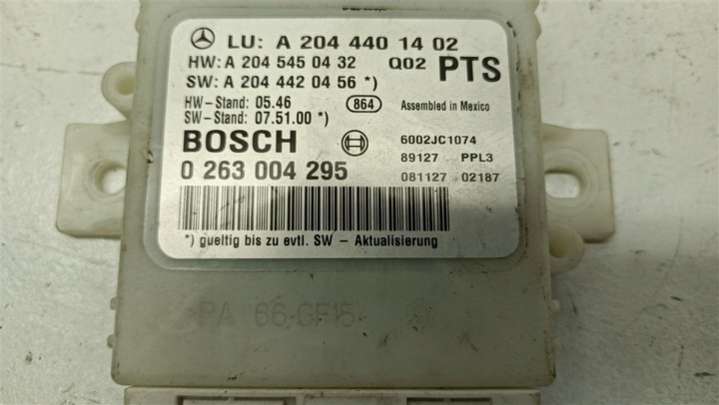 LU: A 204 440 14 02
HW: A 204 545 04 32 Q02 PTS
SW: A 204 442 04 56 *)
HW-Stand: 05.46 864 Assembled in Mexico
SW-Stand: 07.51.00 *)
BOSCH 6002JC1074
89127 PPL3
0 263 004 295 081127 02187
*) gueltig bis zu evtl. SW - Aktualisierung
PA 66-GF15